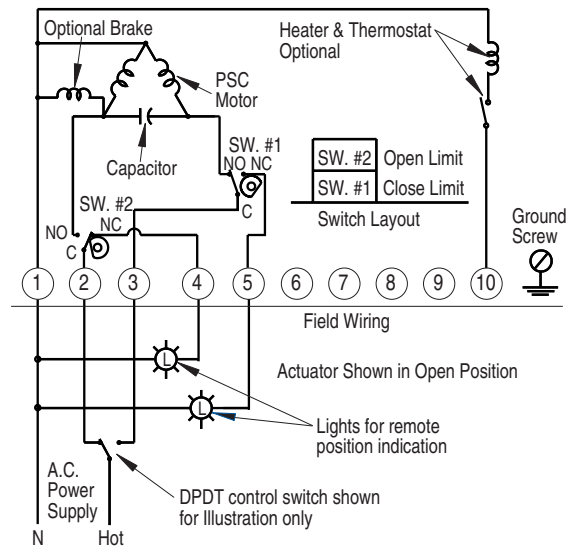 Optional Brake
Heater & Thermostat
Optional
PSC
Motor
Capacitor
SW. #1
NO NC
C
SW. #2
NC
NO
C
SW. #2 Open Limit
SW. #1 Close Limit
Switch Layout
Ground
Screw
1 2 3 4 5 6 7 8 9 10
Field Wiring
L
Actuator Shown in Open Position
L
Lights for remote
position indication
A.C.
Power
Supply
DPDT control switch shown
for Illustration only
N Hot